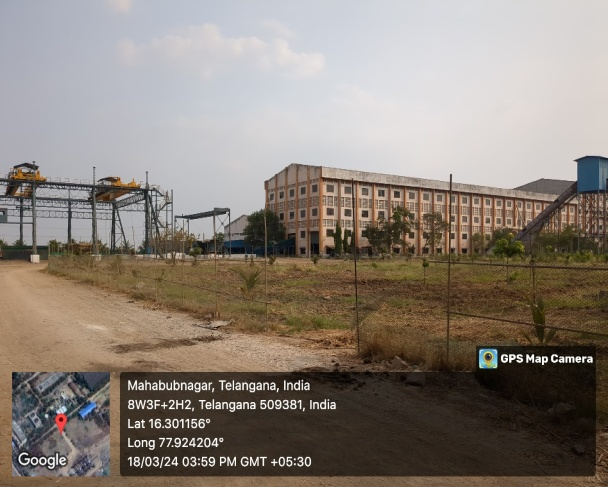 GPS Map Camera
Mahabubnagar, Telangana, India
8W3F+2H2, Telangana 509381, India
Lat 16.301156°
Long 77.924204°
18/03/24 03:59 PM GMT +05:30
Google